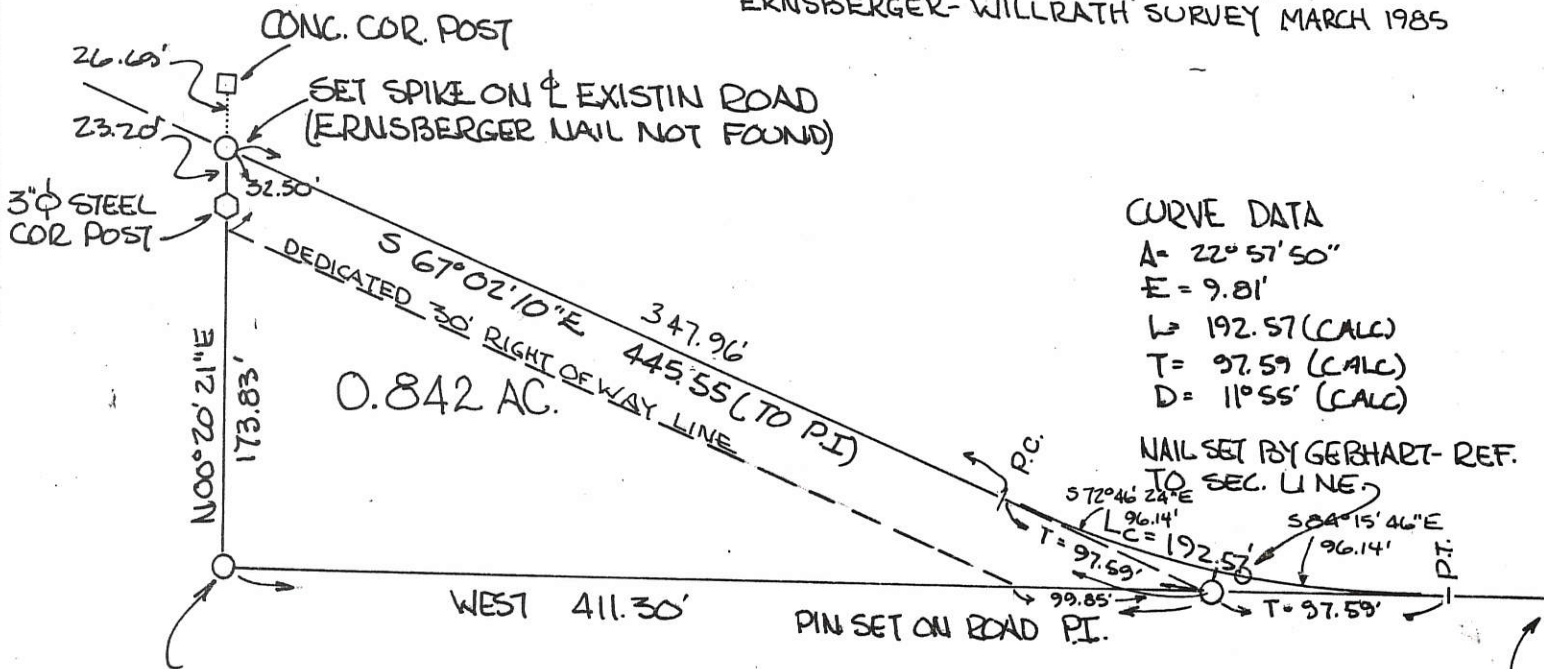 ERNSBERGER-WILLRATH SURVEY MARCH 1985
CONC. COR. POST
26.65'
SET SPIKE ON ℄ EXISTIN ROAD
(ERNSBERGER NAIL NOT FOUND)
23.20'
32.50'
3"ф STEEL
COR POST
S 67°02'10"E
347.96'
445.55 (TO P.I)
DEDICATED 30' RIGHT OF WAY LINE
N00°20'21"E
173.83'
0.842 AC.
CURVE DATA
A= 22°57'50"
E = 9.81'
L= 192.57 (CALC)
T= 97.59 (CALC)
D= 11°55' (CALC)
NAIL SET BY GEBHART-REF.
TO SEC. LINE
P.C.
S 72°46'24"E
96.14'
Lc = 192.57'
T = 97.59'
S84°15'46"E
96.14'
P.T.
99.85'
T= 97.59'
WEST 411.30'
PIN SET ON ROAD P.I.